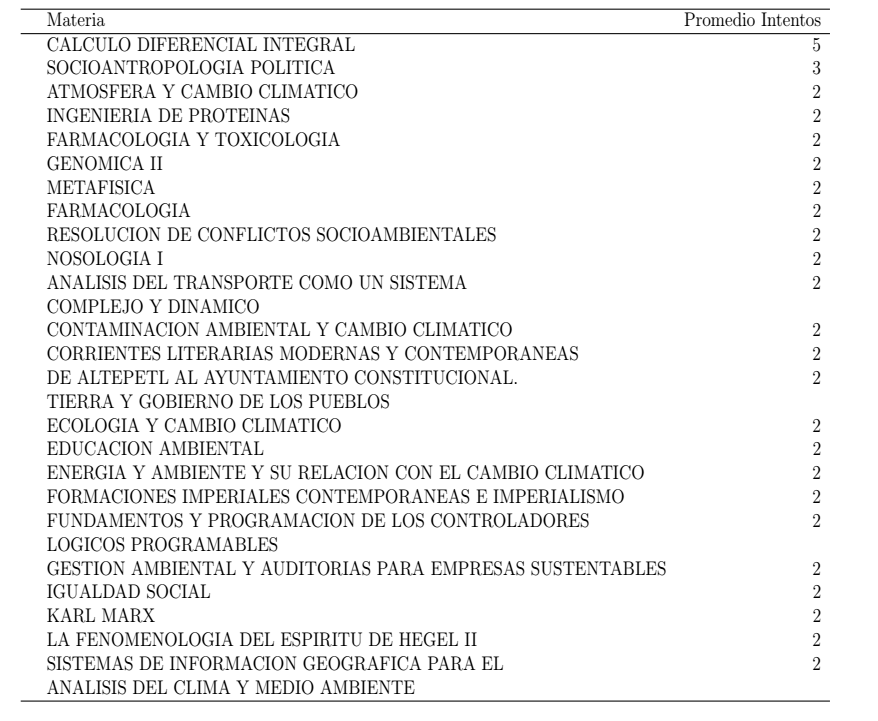 Materia Promedio Intentos
CALCULO DIFERENCIAL INTEGRAL 5
SOCIOANTROPOLOGIA POLITICA 3
ATMOSFERA Y CAMBIO CLIMATICO 2
INGENIERIA DE PROTEINAS 2
FARMACOLOGIA Y TOXICOLOGIA 2
GENOMICA II 2
METAFISICA 2
FARMACOLOGIA 2
RESOLUCION DE CONFLICTOS SOCIOAMBIENTALES 2
NOSOLOGIA I 2
ANALISIS DEL TRANSPORTE COMO UN SISTEMA 2
COMPLEJO Y DINAMICO
CONTAMINACION AMBIENTAL Y CAMBIO CLIMATICO 2
CORRIENTES LITERARIAS MODERNAS Y CONTEMPORANEAS 2
DE ALTEPETL AL AYUNTAMIENTO CONSTITUCIONAL. 2
TIERRA Y GOBIERNO DE LOS PUEBLOS
ECOLOGIA Y CAMBIO CLIMATICO 2
EDUCACION AMBIENTAL 2
ENERGIA Y AMBIENTE Y SU RELACION CON EL CAMBIO CLIMATICO 2
FORMACIONES IMPERIALES CONTEMPORANEAS E IMPERIALISMO 2
FUNDAMENTOS Y PROGRAMACION DE LOS CONTROLADORES 2
LOGICOS PROGRAMABLES
GESTION AMBIENTAL Y AUDITORIAS PARA EMPRESAS SUSTENTABLES 2
IGUALDAD SOCIAL 2
KARL MARX 2
LA FENOMENOLOGIA DEL ESPIRITU DE HEGEL II 2
SISTEMAS DE INFORMACION GEOGRAFICA PARA EL 2
ANALISIS DEL CLIMA Y MEDIO AMBIENTE